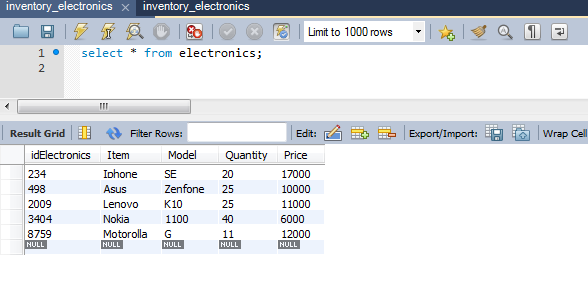 inventory_electronics inventory_electronics
Limit to 1000 rows
1 select * from electronics;
2
Result Grid Filter Rows: Edit: Export/Import: Wrap Cell
idElectronics Item Model Quantity Price
234 Iphone SE 20 17000
498 Asus Zenfone 25 10000
2009 Lenovo K10 25 11000
3404 Nokia 1100 40 6000
8759 Motorolla G 11 12000
NULL NULL NULL NULL NULL